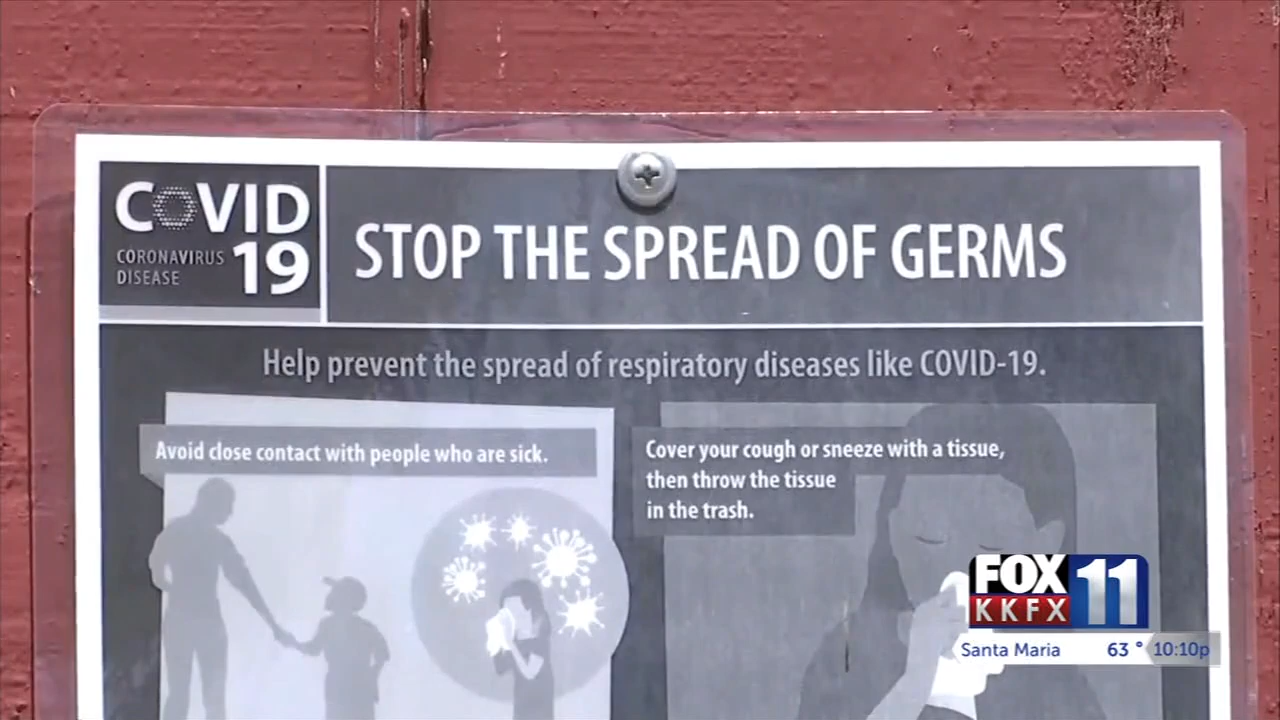 COVID
CORONAVIRUS
DISEASE
19
STOP THE SPREAD OF GERMS
Help prevent the spread of respiratory diseases like COVID-19.
Avoid close contact with people who are sick.
Cover your cough or sneeze with a tissue,
then throw the tissue
in the trash.
FOX 11
KKFX
Santa Maria 63° 10:10p